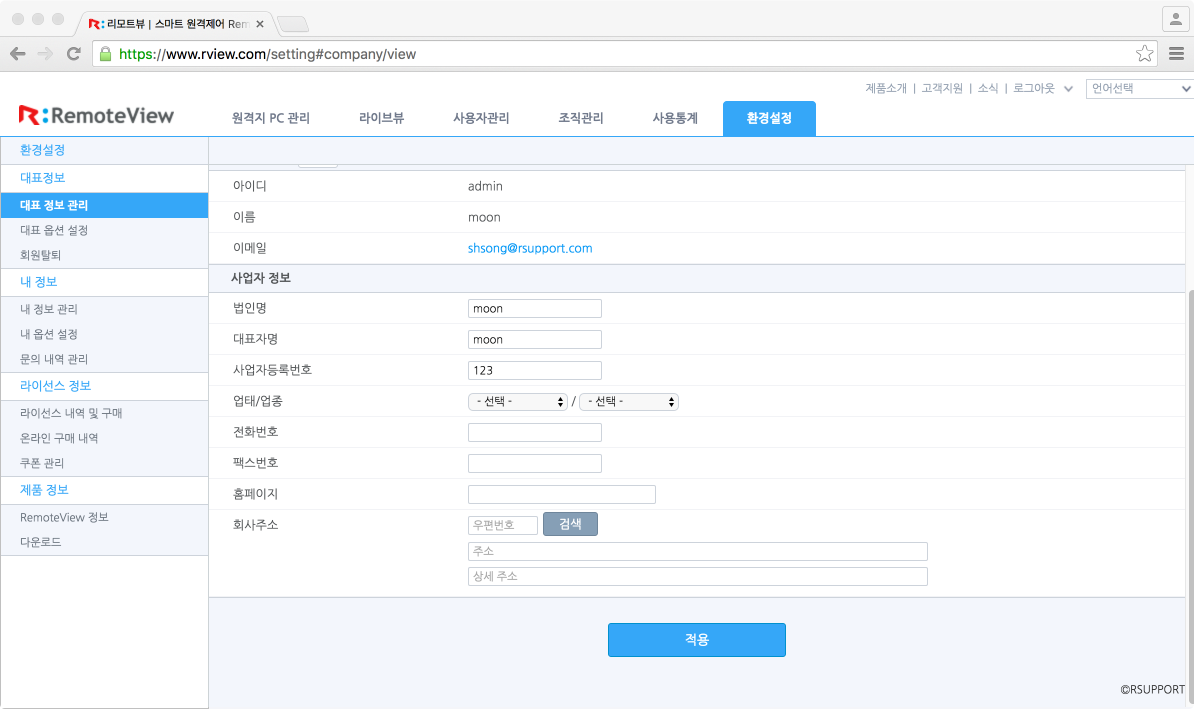 리모트뷰 | 스마트 원격제어 Rem
https://www.rview.com/setting#company/view
제품소개 | 고객지원 | 소식 | 로그아웃
언어선택
R:RemoteView
원격지 PC 관리
라이브뷰
사용자관리
조직관리
사용통계
환경설정
환경설정
대표정보
대표 정보 관리
대표 옵션 설정
회원탈퇴
내 정보
내 정보 관리
내 옵션 설정
문의 내역 관리
라이선스 정보
라이선스 내역 및 구매
온라인 구매 내역
쿠폰 관리
제품 정보
RemoteView 정보
다운로드
아이디 admin
이름 moon
이메일 shsong@rsupport.com
사업자 정보
법인명 moon
대표자명 moon
사업자등록번호 123
업태/업종 - 선택 - / - 선택 -
전화번호
팩스번호
홈페이지
회사주소 우편번호 검색
주소
상세 주소
적용
©RSUPPORT